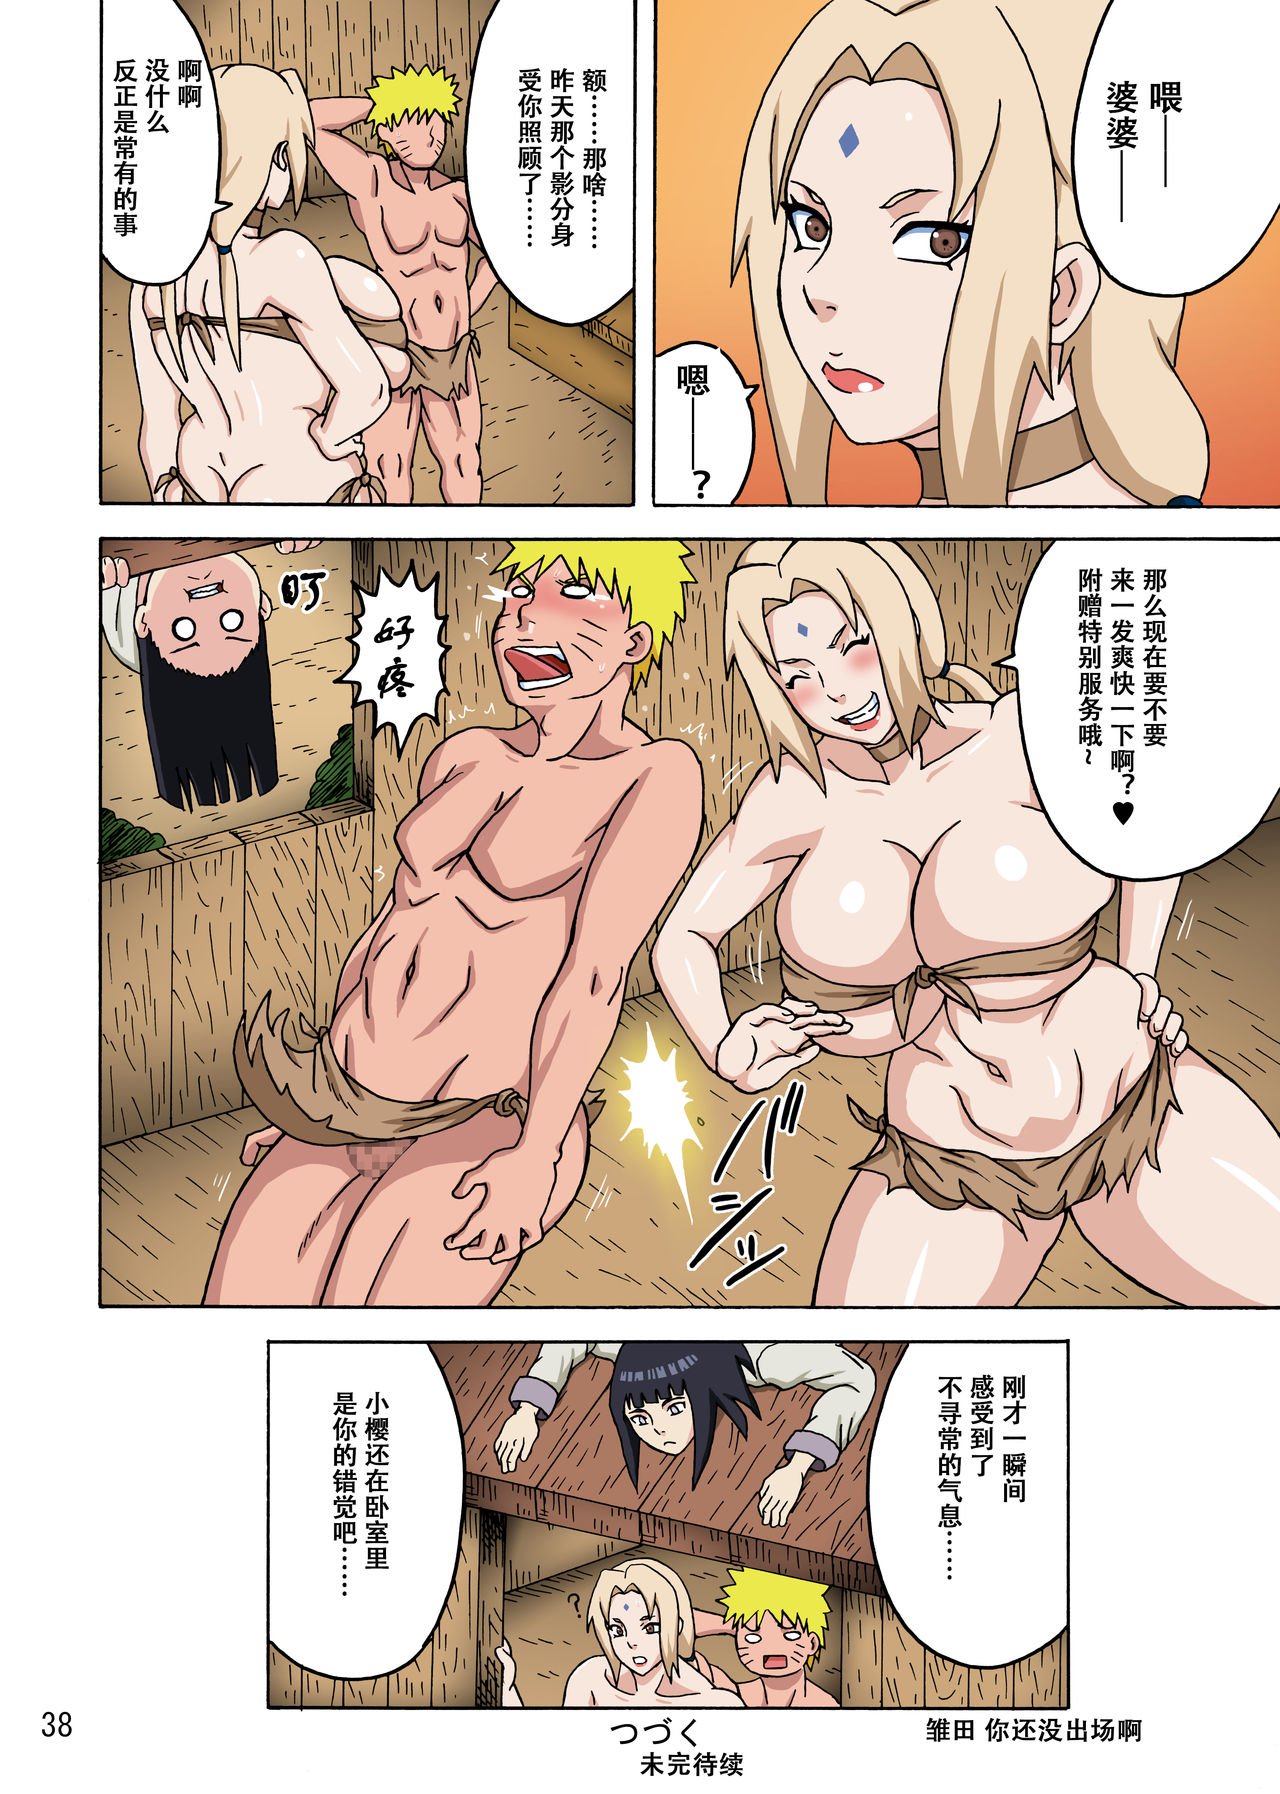 喂——
婆婆——
嗯——？
额……那啥……
昨天那个影分身
受你照顾了……
啊啊
没什么
反正是常有的事
那么现在要不要
来一发爽快一下啊？♥
附赠特别服务哦~
好疼
盯
バシッ
刚才一瞬间
感受到了
不寻常的气息……
?
小樱还在卧室里
是你的错觉吧……
つづく
未完待续
雏田 你还没出场啊
38